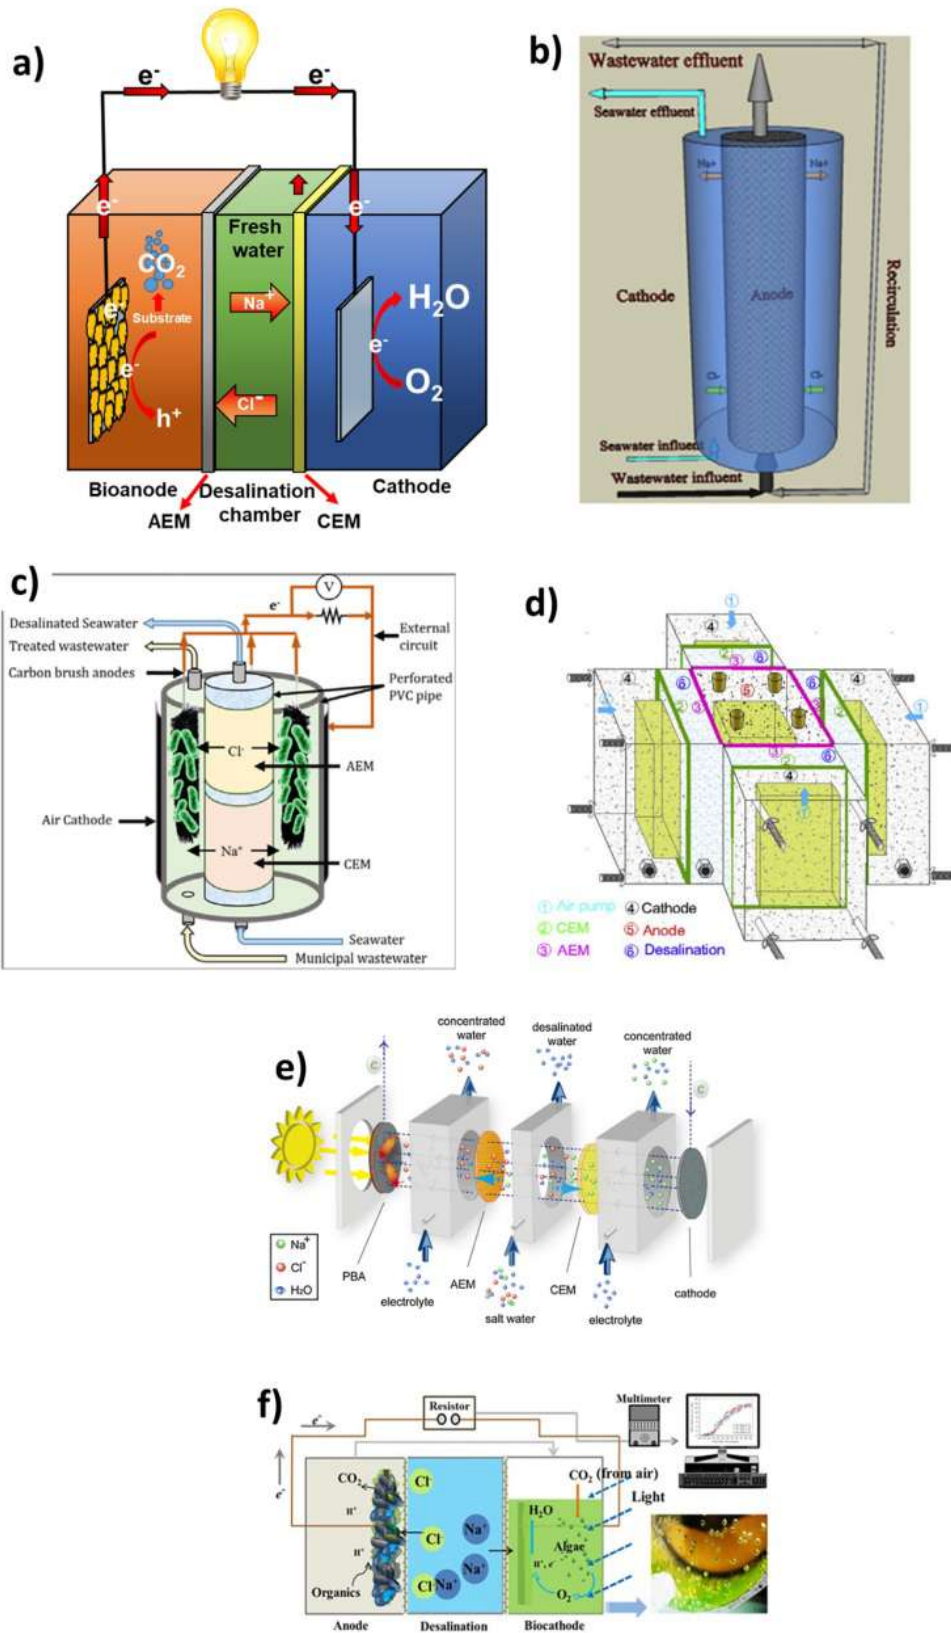 a)
e-
e-
e-
e-
Fresh
water
CO2
e-
Substrate
Na+
H2O
e-
e-
O2
Cl-
h+
Bioanode
Desalination
chamber
Cathode
AEM
CEM
b)
Wastewater effluent
Seawater effluent
Na+
Na+
Cathode
Anode
Recirculation
Cl-
Cl-
Seawater influent
Wastewater influent
c)
V
e-
Desalinated Seawater
Treated wastewater
Carbon brush anodes
External
circuit
Perforated
PVC pipe
Cl-
AEM
Air Cathode
Na+
CEM
Seawater
Municipal wastewater
d)
1
4
2
3
6
4
6
5
6
4
1
2
3
3
2
1
3
2
6
4
1
1 Air pump
4 Cathode
2 CEM
5 Anode
3 AEM
6 Desalination
e)
concentrated
water
desalinated
water
concentrated
water
Na+
Cl-
H2O
PBA
electrolyte
AEM
salt water
CEM
electrolyte
cathode
f)
Resistor
Multimeter
e-
e-
CO2
H+
H+
Organics
Cl-
Cl-
Cl-
Na+
Na+
Na+
CO2 (from air)
Light
H2O
Algae
H+, e-
O2
Anode
Desalination
Biocathode